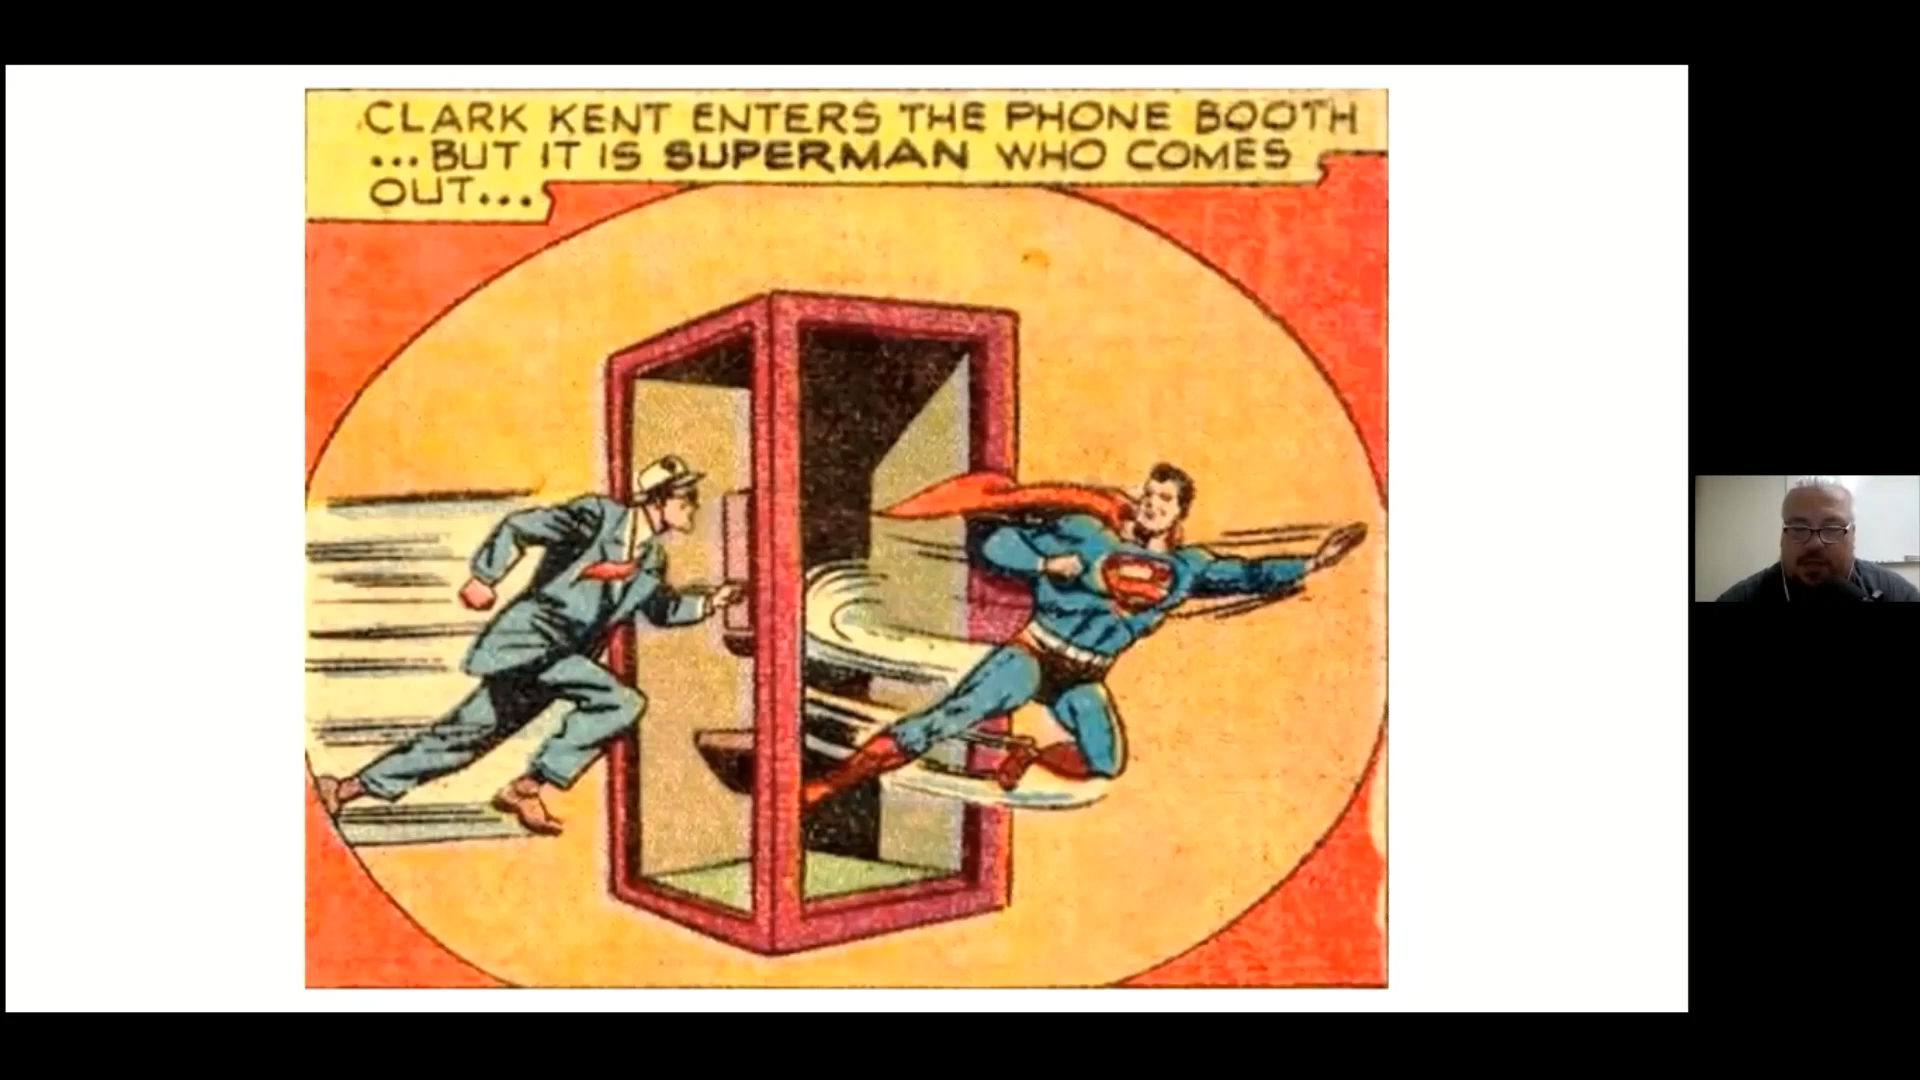 CLARK KENT ENTERS THE PHONE BOOTH
...BUT IT IS SUPERMAN WHO COMES
OUT...
S